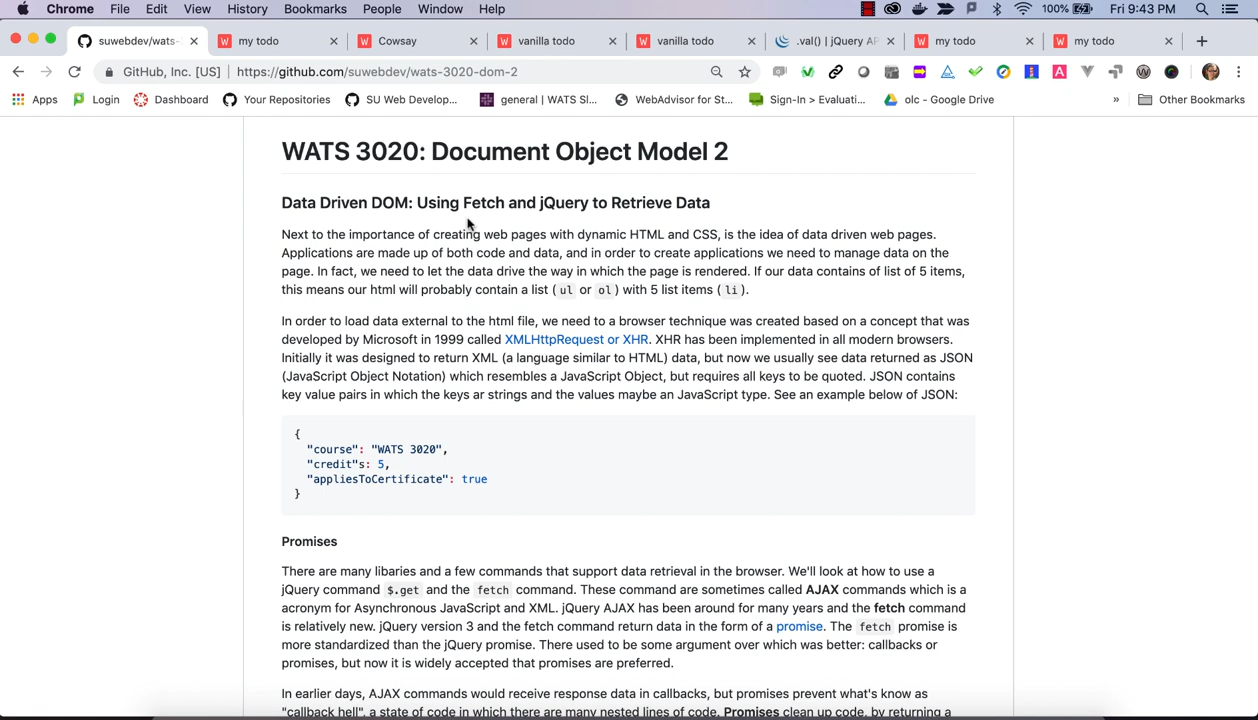 Chrome File Edit View History Bookmarks People Window Help 100% Fri 9:43 PM
suwebdev/wats- my todo Cowsay vanilla todo vanilla todo .val() | jQuery AP my todo my todo
GitHub, Inc. [US] | https://github.com/suwebdev/wats-3020-dom-2
Apps Login Dashboard Your Repositories SU Web Develop... general | WATS Sl... WebAdvisor for St... Sign-In > Evaluati... olc - Google Drive » Other Bookmarks
WATS 3020: Document Object Model 2
Data Driven DOM: Using Fetch and jQuery to Retrieve Data
Next to the importance of creating web pages with dynamic HTML and CSS, is the idea of data driven web pages.
Applications are made up of both code and data, and in order to create applications we need to manage data on the
page. In fact, we need to let the data drive the way in which the page is rendered. If our data contains of list of 5 items,
this means our html will probably contain a list ( ul or ol ) with 5 list items ( li ).
In order to load data external to the html file, we need to a browser technique was created based on a concept that was
developed by Microsoft in 1999 called XMLHttpRequest or XHR. XHR has been implemented in all modern browsers.
Initially it was designed to return XML (a language similar to HTML) data, but now we usually see data returned as JSON
(JavaScript Object Notation) which resembles a JavaScript Object, but requires all keys to be quoted. JSON contains
key value pairs in which the keys ar strings and the values maybe an JavaScript type. See an example below of JSON:
{
"course": "WATS 3020",
"credit"s: 5,
"appliesToCertificate": true
}
Promises
There are many libaries and a few commands that support data retrieval in the browser. We'll look at how to use a
jQuery command $.get and the fetch command. These command are sometimes called AJAX commands which is a
acronym for Asynchronous JavaScript and XML. jQuery AJAX has been around for many years and the fetch command
is relatively new. jQuery version 3 and the fetch command return data in the form of a promise. The fetch promise is
more standardized than the jQuery promise. There used to be some argument over which was better: callbacks or
promises, but now it is widely accepted that promises are preferred.
In earlier days, AJAX commands would receive response data in callbacks, but promises prevent what's know as
"callback hell", a state of code in which there are many nested lines of code. Promises clean up code, by returning a